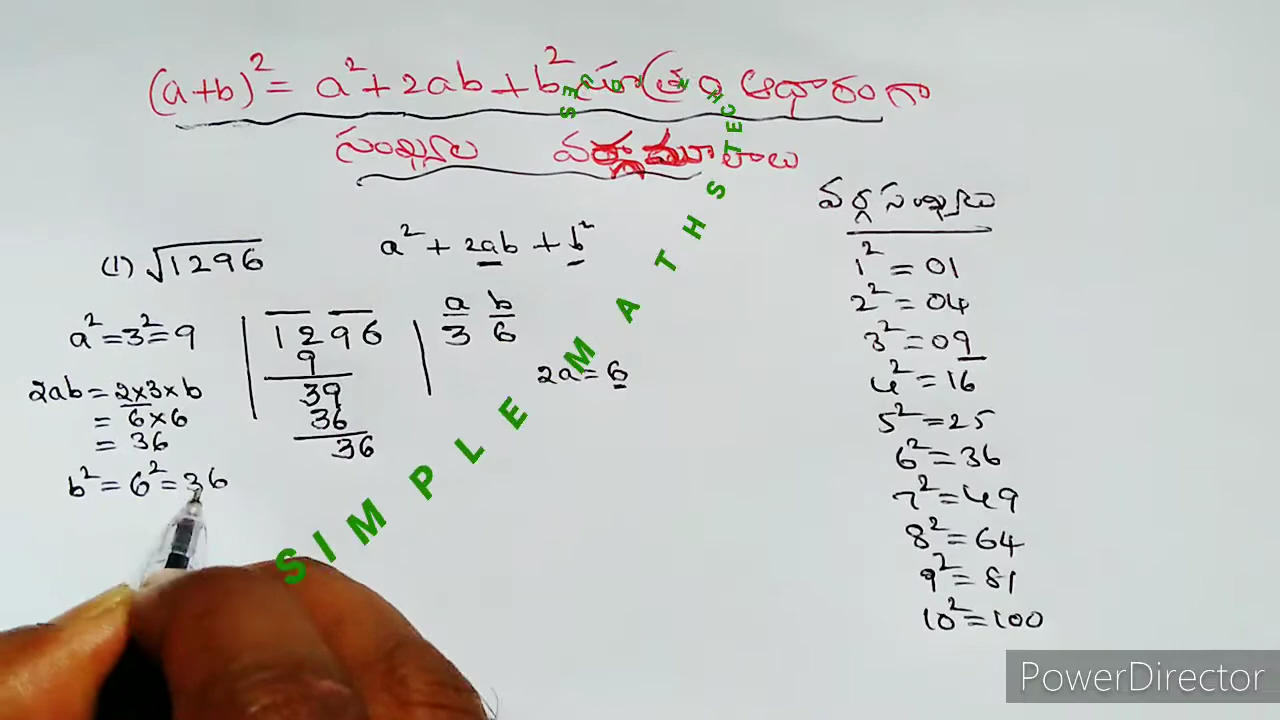 (a+b)² = a² + 2ab + b² సూత్రం ఆధారంగా
సంఖ్యల వర్గమూలాలు
వర్గ సంఖ్యలు
(1) √1296
a² + 2ab + b²
a² = 3² = 9
2ab = 2×3×b
= 6×6
= 36
b² = 6² = 36
1296
9
39
36
36
a b
3 6
2a = 6
1² = 01
2² = 04
3² = 09
4² = 16
5² = 25
6² = 36
7² = 49
8² = 64
9² = 81
10² = 100
SIMPLE MATHS TECH
PowerDirector